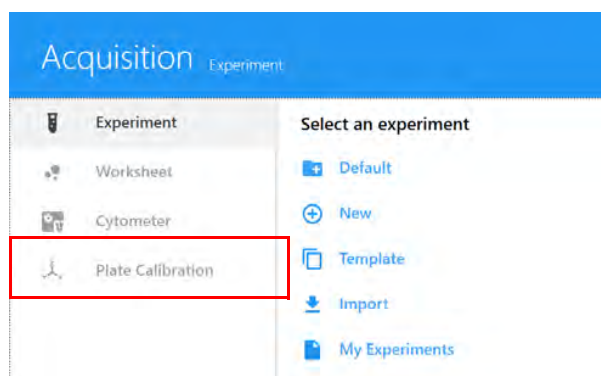 Acquisition Experiment
Experiment
Worksheet
Cytometer
Plate Calibration
Select an experiment
Default
New
Template
Import
My Experiments